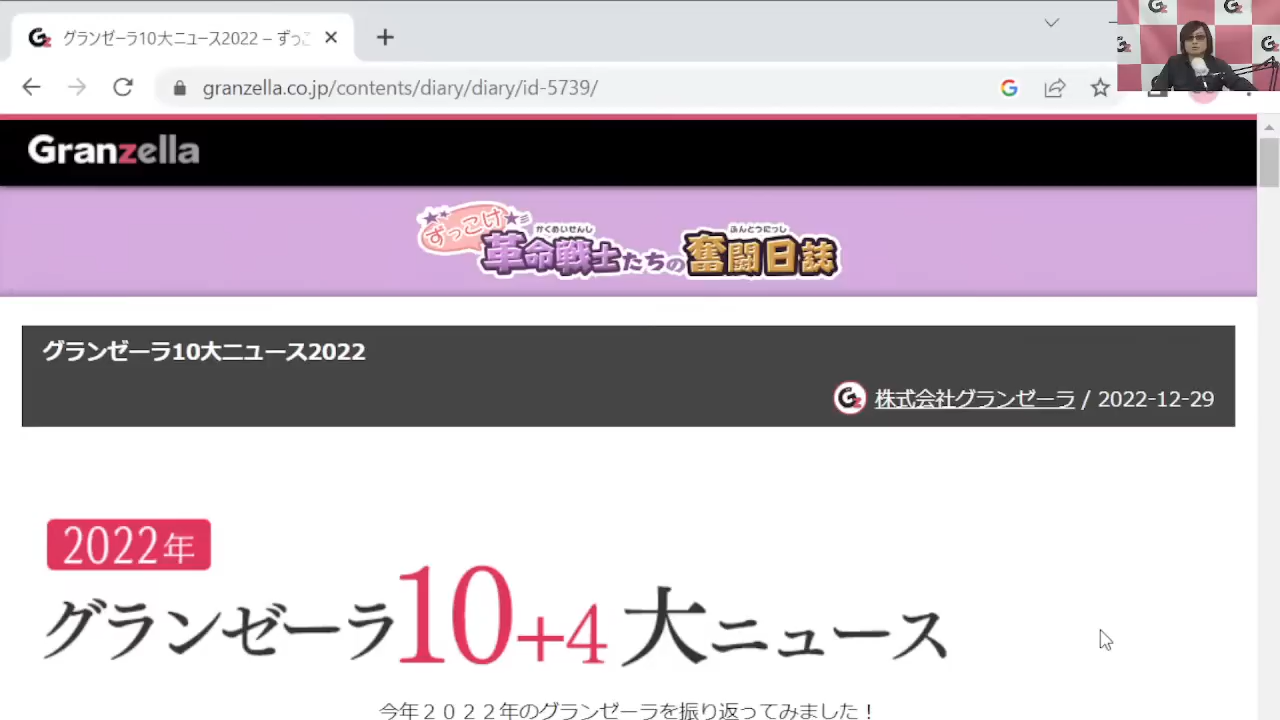 グランゼーラ10大ニュース2022 – ずっこ
granzella.co.jp/contents/diary/diary/id-5739/
Granzella
ずっこけ
かくめいせんし
ふんとうにっし
革命戦士たちの奮闘日誌
グランゼーラ10大ニュース2022
株式会社グランゼーラ / 2022-12-29
2022年
グランゼーラ10+4大ニュース
今年２０２２年のグランゼーラを振り返ってみました！